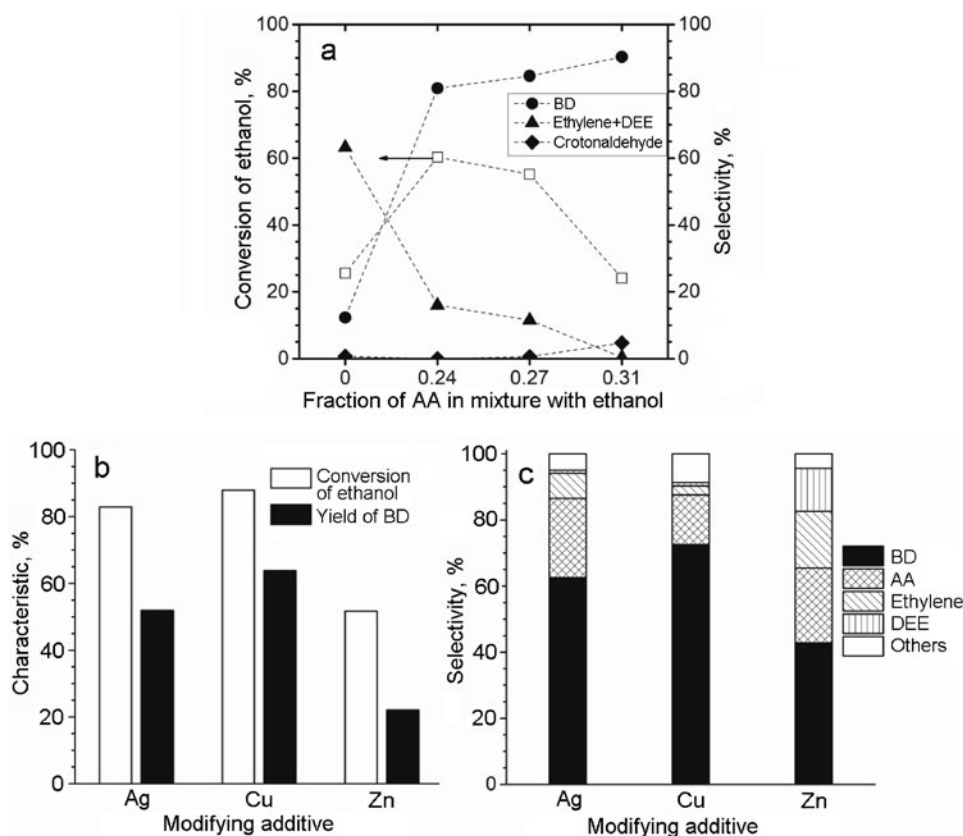 a
100
80
60
40
20
0
Conversion of ethanol, %
BD
Ethylene+DEE
Crotonaldehyde
100
80
60
40
20
0
Selectivity, %
0 0.24 0.27 0.31
Fraction of AA in mixture with ethanol
b
100
80
60
40
20
0
Characteristic, %
Conversion
of ethanol
Yield of BD
Ag Cu Zn
Modifying additive
c
100
80
60
40
20
0
Selectivity, %
BD
AA
Ethylene
DEE
Others
Ag Cu Zn
Modifying additive